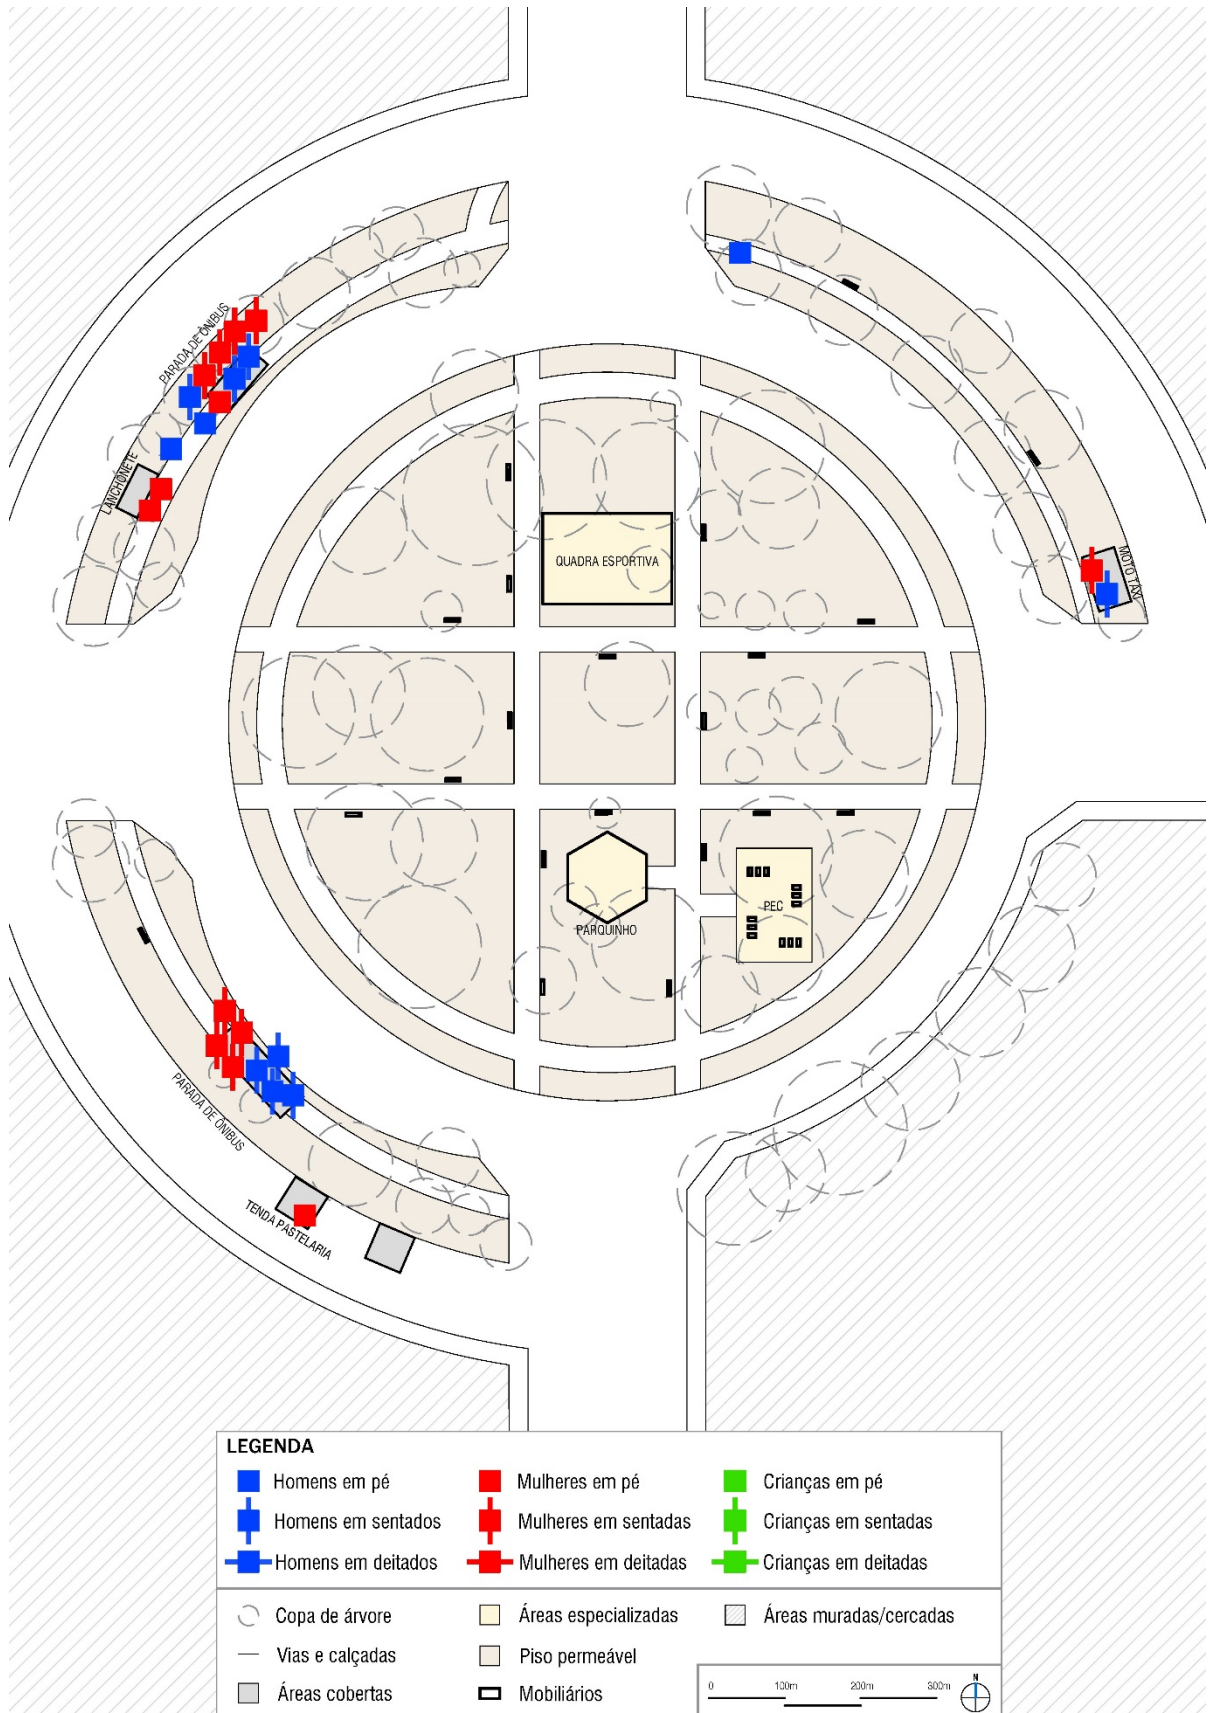 PARADA DE ÔNIBUS
LANCHONETE
MOTO TÁXI
QUADRA ESPORTIVA
PEC
PARQUINHO
PARADA DE ÔNIBUS
TENDA PASTELARIA
LEGENDA
Homens em pé
Mulheres em pé
Crianças em pé
Homens em sentados
Mulheres em sentadas
Crianças em sentadas
Homens em deitados
Mulheres em deitadas
Crianças em deitadas
Copa de árvore
Áreas especializadas
Áreas muradas/cercadas
Vias e calçadas
Piso permeável
Áreas cobertas
Mobiliários
0 100m 200m 300m
N